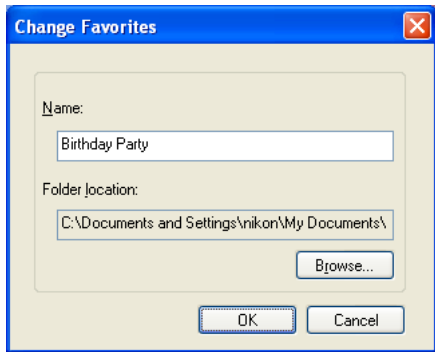 Change Favorites
Name:
Birthday Party
Folder location:
C:\Documents and Settings\nikon\My Documents\
Browse...
OK Cancel